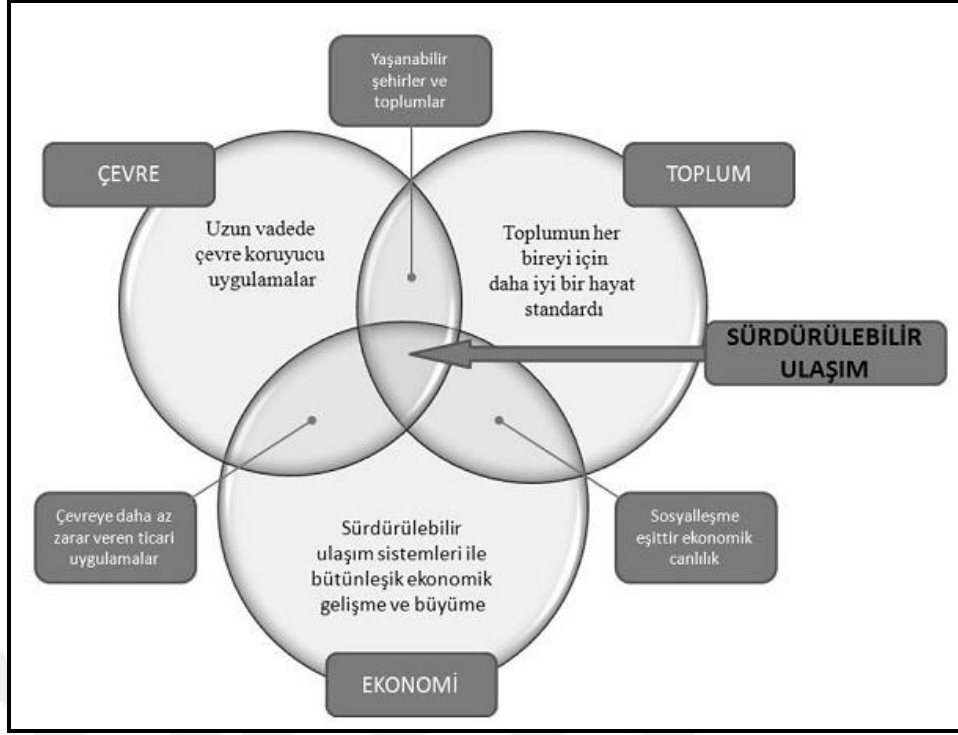 Yaşanabilir
şehirler ve
toplumlar
ÇEVRE
TOPLUM
Uzun vadede
çevre koruyucu
uygulamalar
Toplumun her
bireyi için
daha iyi bir hayat
standardı
SÜRDÜRÜLEBİLİR
ULAŞIM
Çevreye daha az
zarar veren ticari
uygulamalar
Sürdürülebilir
ulaşım sistemleri ile
bütünleşik ekonomik
gelişme ve büyüme
Sosyalleşme
eşittir ekonomik
canlılık
EKONOMİ